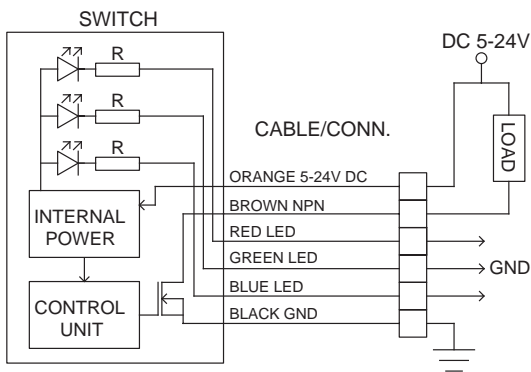 SWITCH
DC 5-24V
R
R
CABLE/CONN.
LOAD
R
ORANGE 5-24V DC
BROWN NPN
INTERNAL
POWER
RED LED
GREEN LED
GND
BLUE LED
CONTROL
UNIT
BLACK GND